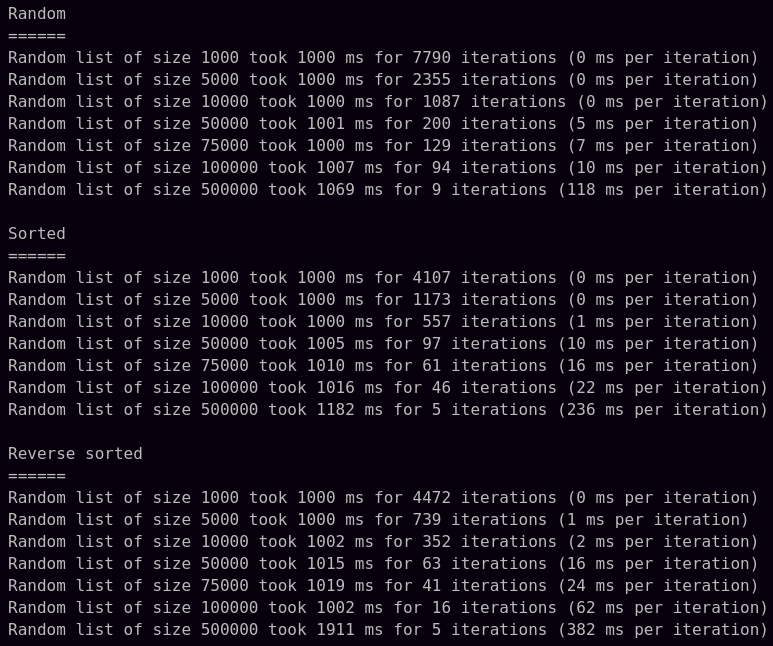 Random
======
Random list of size 1000 took 1000 ms for 7790 iterations (0 ms per iteration)
Random list of size 5000 took 1000 ms for 2355 iterations (0 ms per iteration)
Random list of size 10000 took 1000 ms for 1087 iterations (0 ms per iteration)
Random list of size 50000 took 1001 ms for 200 iterations (5 ms per iteration)
Random list of size 75000 took 1000 ms for 129 iterations (7 ms per iteration)
Random list of size 100000 took 1007 ms for 94 iterations (10 ms per iteration)
Random list of size 500000 took 1069 ms for 9 iterations (118 ms per iteration)

Sorted
======
Random list of size 1000 took 1000 ms for 4107 iterations (0 ms per iteration)
Random list of size 5000 took 1000 ms for 1173 iterations (0 ms per iteration)
Random list of size 10000 took 1000 ms for 557 iterations (1 ms per iteration)
Random list of size 50000 took 1005 ms for 97 iterations (10 ms per iteration)
Random list of size 75000 took 1010 ms for 61 iterations (16 ms per iteration)
Random list of size 100000 took 1016 ms for 46 iterations (22 ms per iteration)
Random list of size 500000 took 1182 ms for 5 iterations (236 ms per iteration)

Reverse sorted
======
Random list of size 1000 took 1000 ms for 4472 iterations (0 ms per iteration)
Random list of size 5000 took 1000 ms for 739 iterations (1 ms per iteration)
Random list of size 10000 took 1002 ms for 352 iterations (2 ms per iteration)
Random list of size 50000 took 1015 ms for 63 iterations (16 ms per iteration)
Random list of size 75000 took 1019 ms for 41 iterations (24 ms per iteration)
Random list of size 100000 took 1002 ms for 16 iterations (62 ms per iteration)
Random list of size 500000 took 1911 ms for 5 iterations (382 ms per iteration)